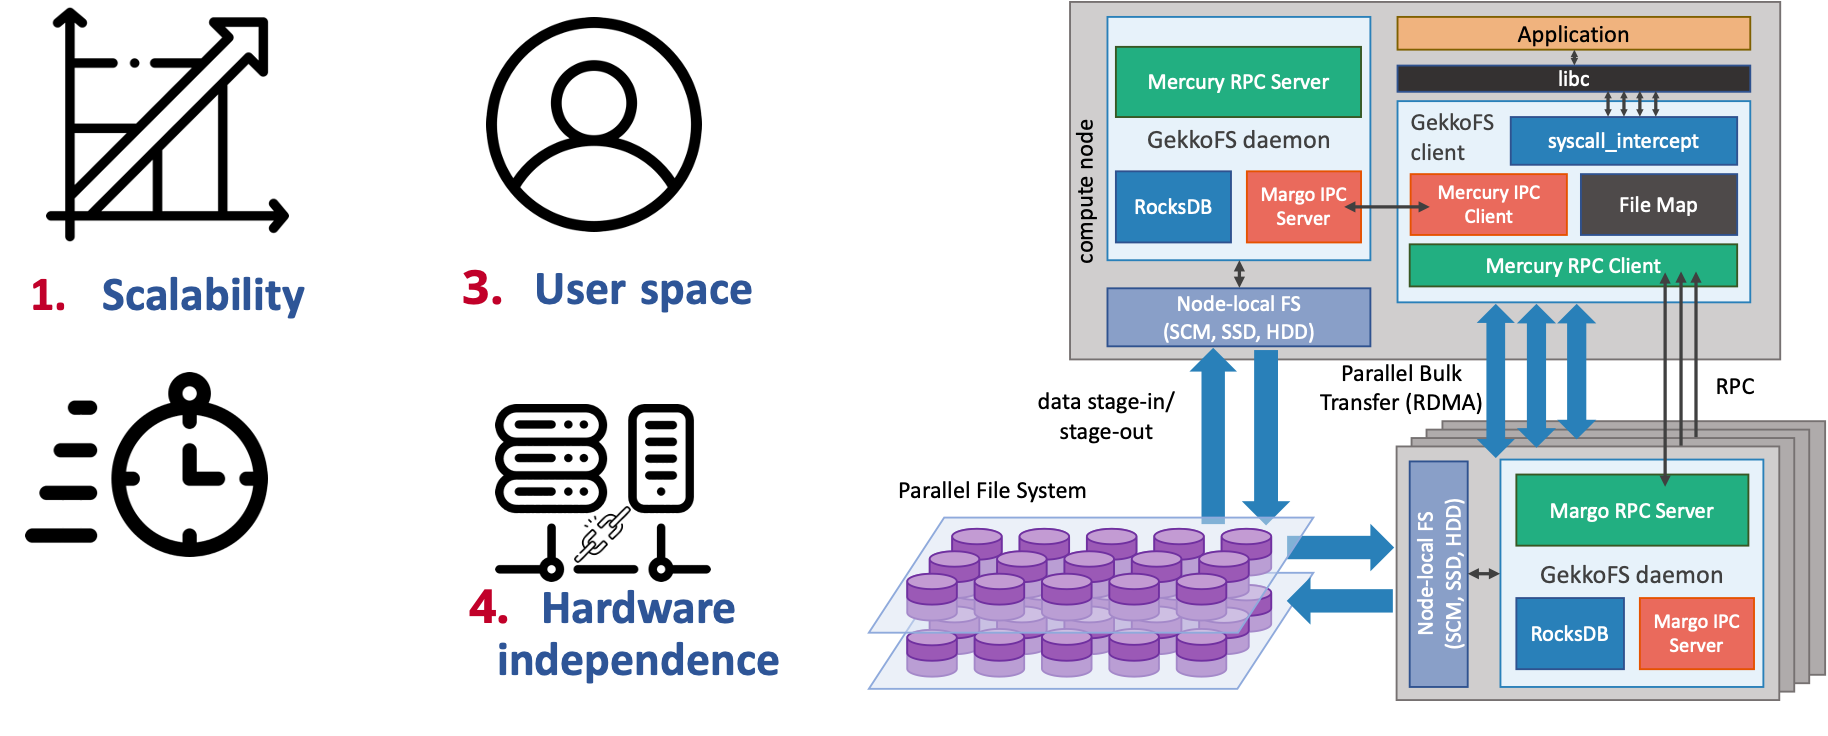 1. Scalability
3. User space
4. Hardware
independence
compute node
Mercury RPC Server
GekkoFS daemon
RocksDB
Margo IPC
Server
Node-local FS
(SCM, SSD, HDD)
Application
libc
GekkoFS
client
syscall_intercept
Mercury IPC
Client
File Map
Mercury RPC Client
data stage-in/
stage-out
Parallel Bulk
Transfer (RDMA)
RPC
Parallel File System
Node-local FS
(SCM, SSD, HDD)
Margo RPC Server
GekkoFS daemon
RocksDB
Margo IPC
Server